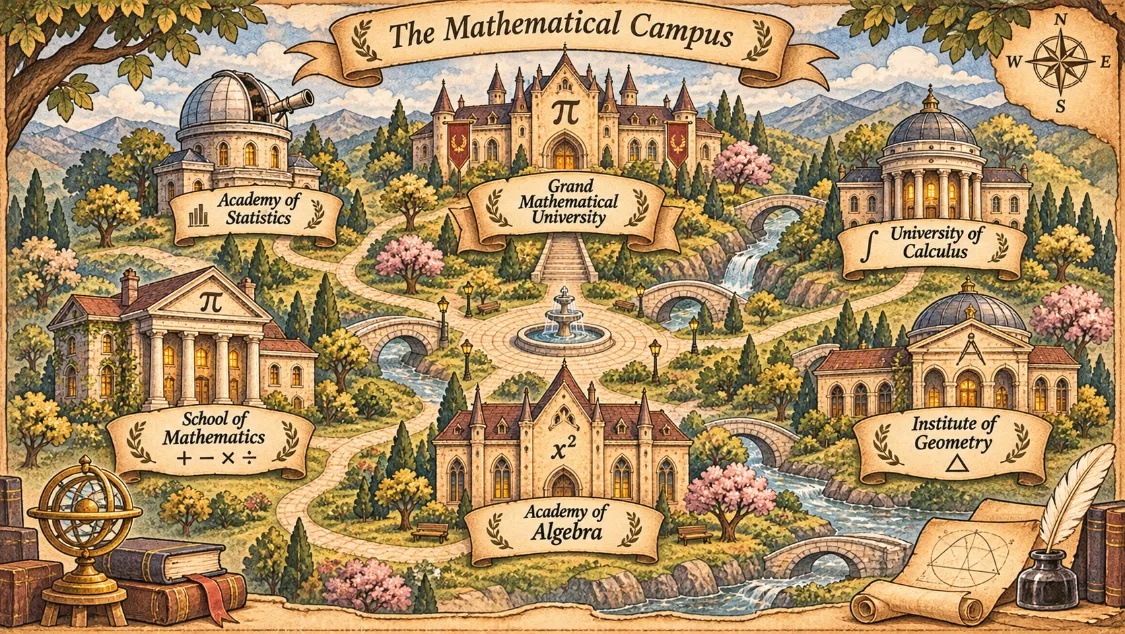 The Mathematical Campus
N
W E
S
π
Academy of
Statistics
Grand
Mathematical
University
∫ University of
Calculus
π
School of
Mathematics
+ − × ÷
x²
Academy of
Algebra
Institute of
Geometry
△